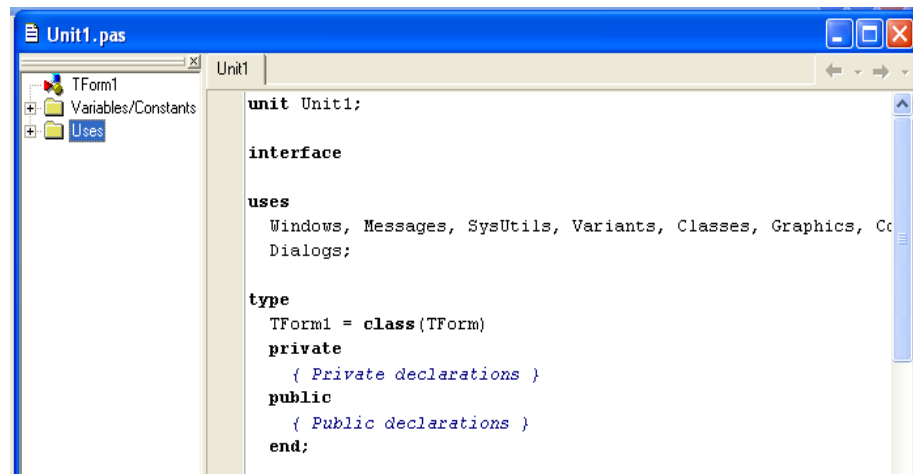 Unit1.pas
TForm1
Variables/Constants
Uses
Unit1
unit Unit1;
interface
uses
Windows, Messages, SysUtils, Variants, Classes, Graphics,
Dialogs;
type
TForm1 = class(TForm)
private
{ Private declarations }
public
{ Public declarations }
end;